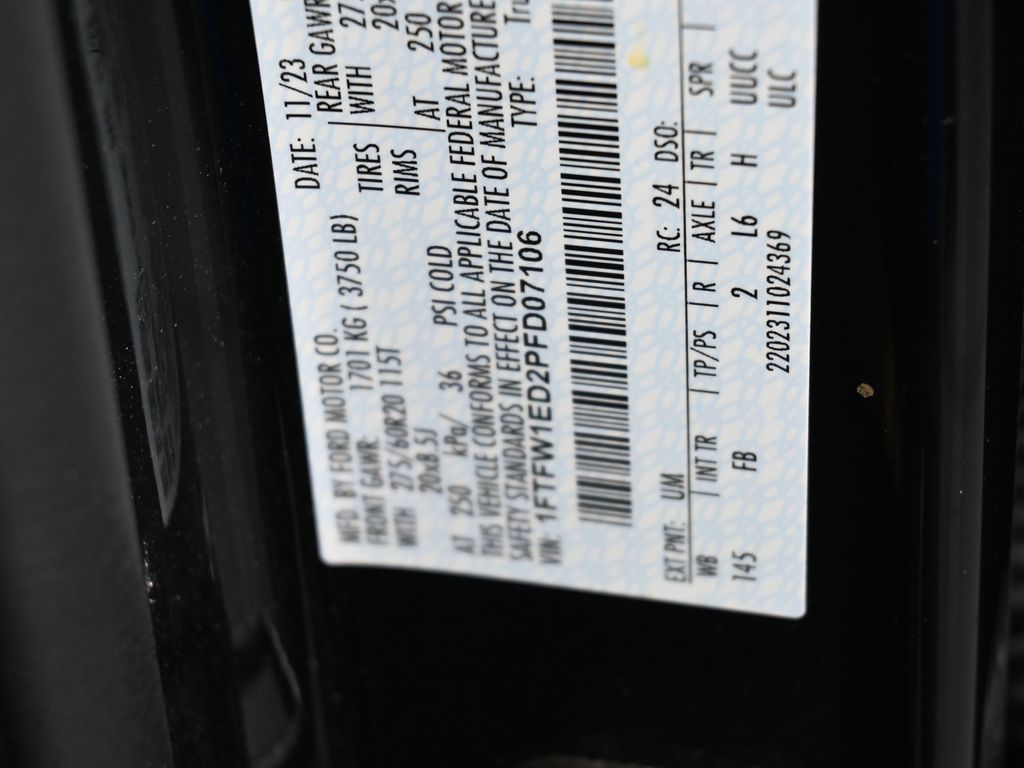 MFD. BY FORD MOTOR CO. DATE: 11/23
FRONT GAWR: 1701 KG ( 3750 LB) REAR GAWR
WITH 275/60R20 115T TIRES WITH 27
20x8.5J RIMS 20x
AT 250 kPa/ 36 PSI COLD AT 250
THIS VEHICLE CONFORMS TO ALL APPLICABLE FEDERAL MOTOR
SAFETY STANDARDS IN EFFECT ON THE DATE OF MANUFACTURE
VIN: 1FTFW1ED2PFD07106 TYPE: Tru
EXT PNT: UM RC: 24 DSO:
WB | INT TR | TP/PS | R | AXLE | TR | SPR |
145 FB 2 L6 H UUCC
2202311024369 ULC